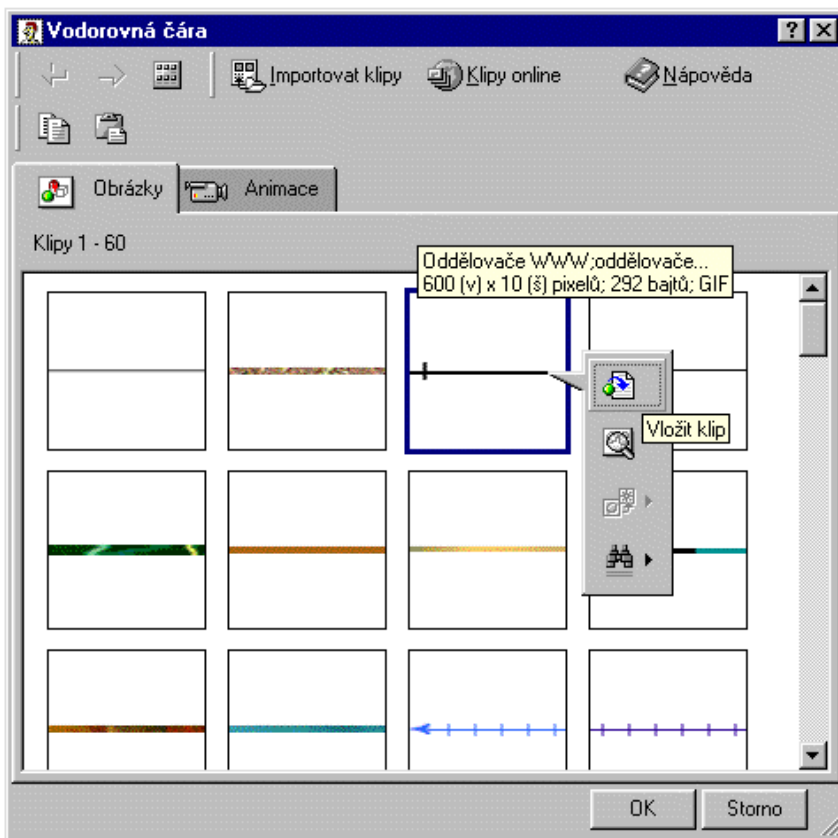 Vodorovná čára
Importovat klipy Klipy online Nápověda
Obrázky Animace
Klipy 1 - 60
Oddělovače WWW;oddělovače...
600 (v) x 10 (š) pixelů; 292 bajtů; GIF
Vložit klip
OK Storno